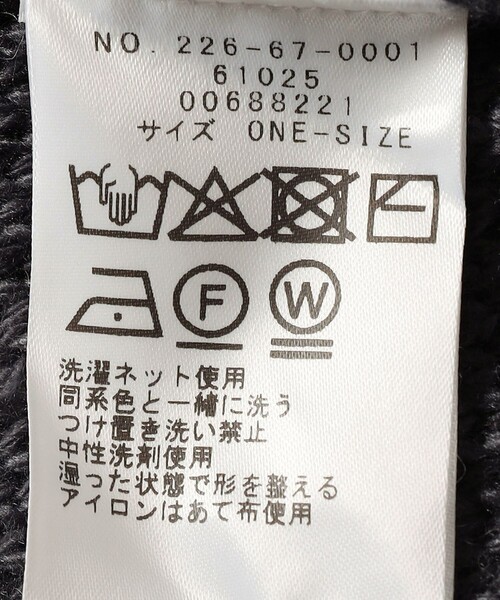 NO. 226-67-0001
61025
00688221
サイズ ONE-SIZE
F W
洗濯ネット使用
同系色と一緒に洗う
つけ置き洗い禁止
中性洗剤使用
湿った状態で形を整える
アイロンはあて布使用